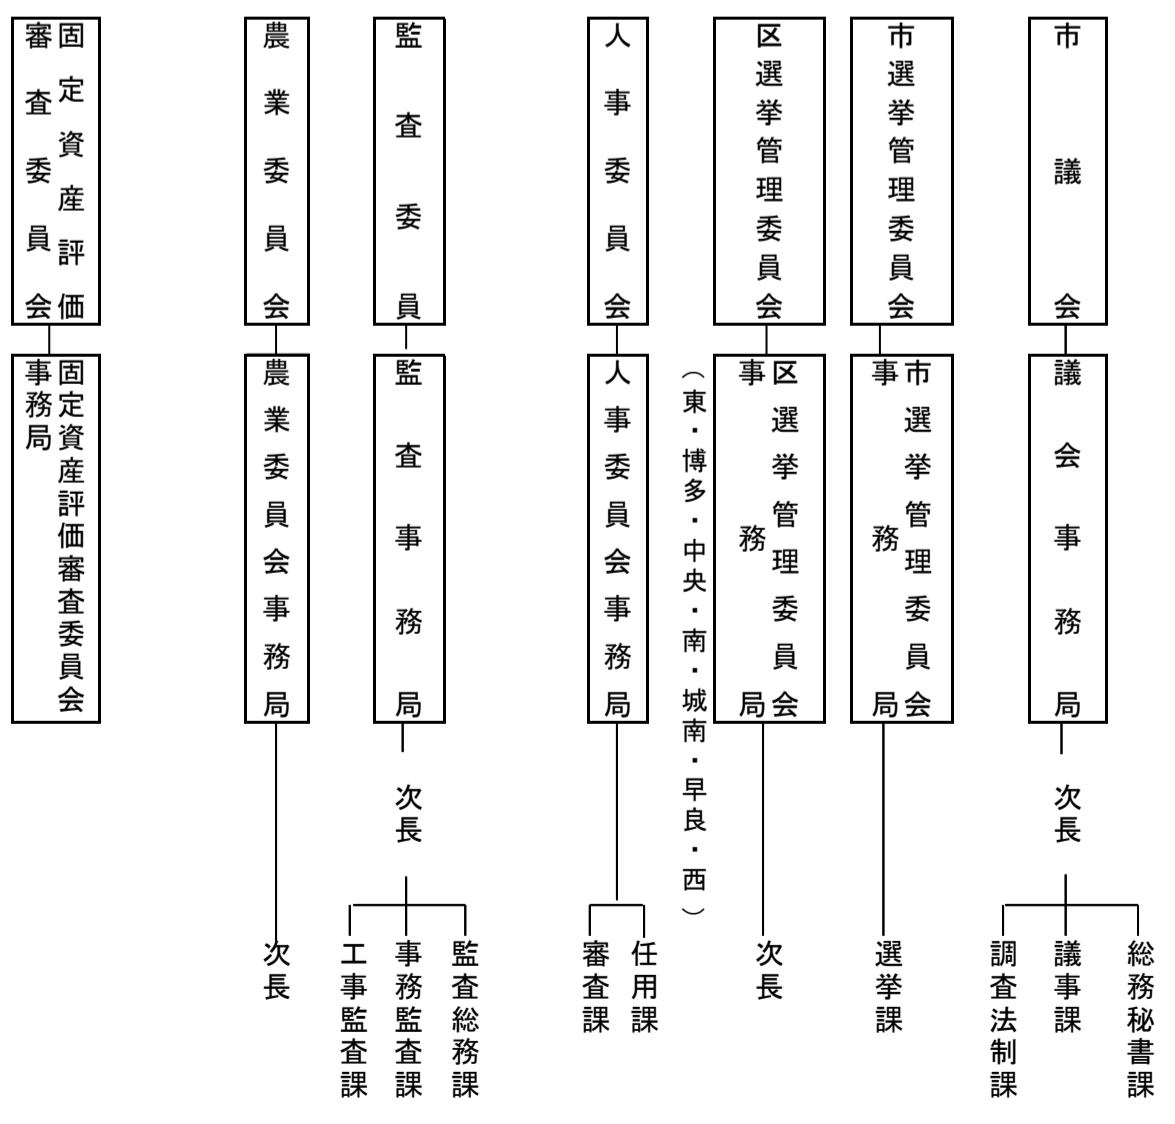 市議会
議会事務局
次長
総務秘書課
議事課
調査法制課
市選挙管理委員会
市選挙管理委員会
事務局
選挙課
区選挙管理委員会
区選挙管理委員会
事務局
（東・博多・中央・南・城南・早良・西）
次長
人事委員会
人事委員会事務局
任用課
審査課
監査委員
監査事務局
次長
監査総務課
事務監査課
工事監査課
農業委員会
農業委員会事務局
次長
固定資産評価
審査委員会
固定資産評価審査委員会
事務局